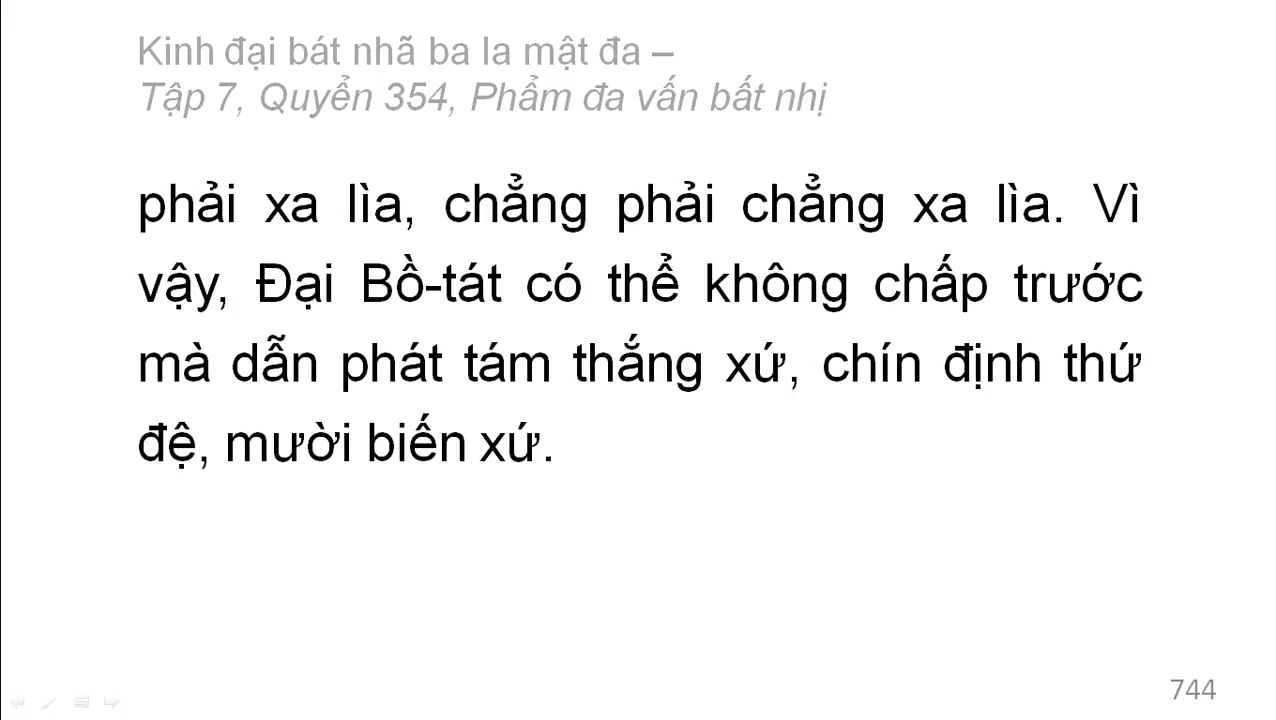 Kinh đại bát nhã ba la mật đa –
Tập 7, Quyển 354, Phẩm đa vấn bất nhị
phải xa lìa, chẳng phải chẳng xa lìa. Vì
vậy, Đại Bồ-tát có thể không chấp trước
mà dẫn phát tám thắng xứ, chín định thứ
đệ, mười biến xứ.
744